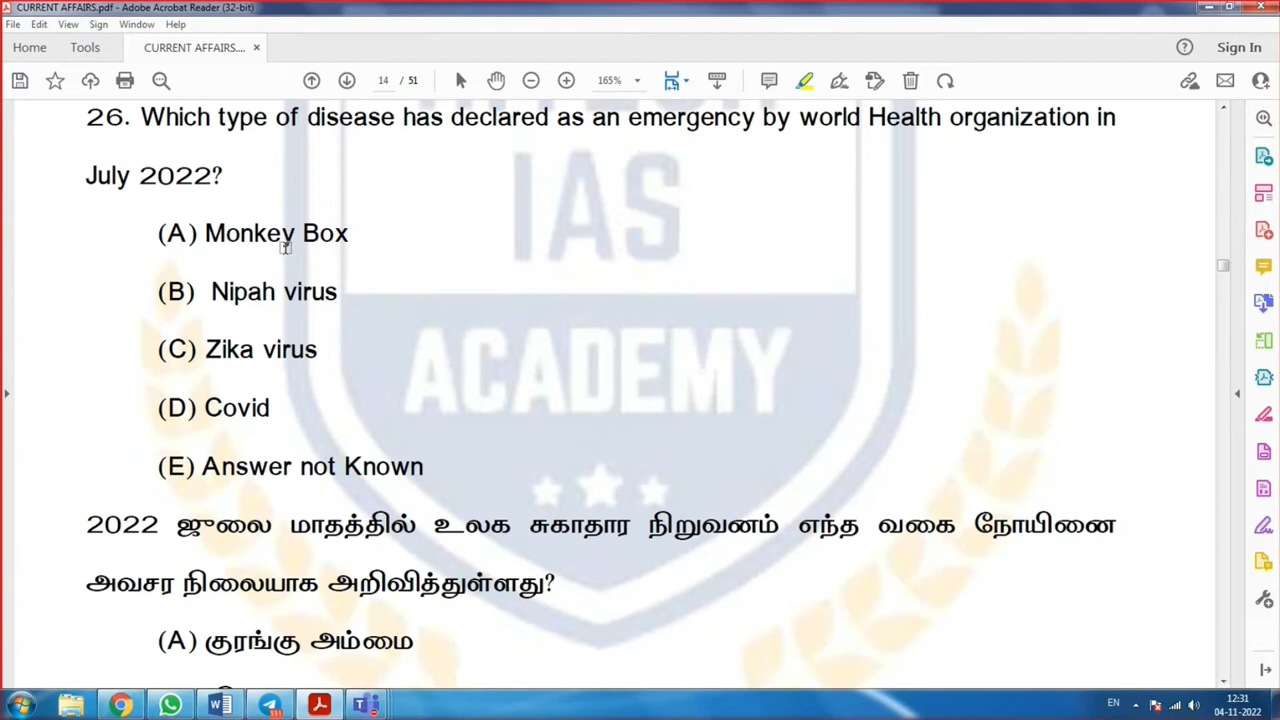 CURRENT AFFAIRS.pdf - Adobe Acrobat Reader (32-bit)
File Edit View Sign Window Help
Home Tools CURRENT AFFAIRS.... × Sign In
14 / 51 165%
26. Which type of disease has declared as an emergency by world Health organization in
July 2022?
(A) Monkey Box
(B) Nipah virus
(C) Zika virus
(D) Covid
(E) Answer not Known
2022 ஜுலை மாதத்தில் உலக சுகாதார நிறுவனம் எந்த வகை நோயினை
அவசர நிலையாக அறிவித்துள்ளது?
(A) குரங்கு அம்மை
IAS
ACADEMY
EN 12:31
04-11-2022